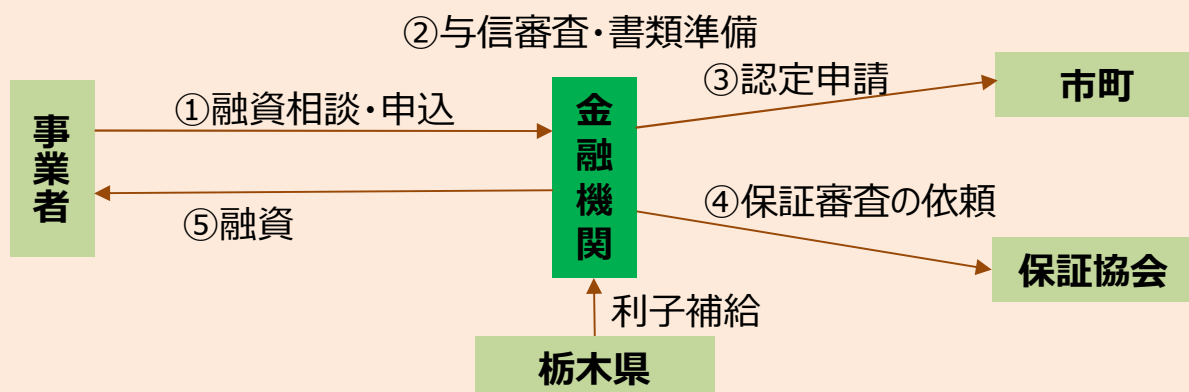 ②与信審査・書類準備
③認定申請
市町
①融資相談・申込
金融機関
事業者
④保証審査の依頼
⑤融資
保証協会
利子補給
栃木県